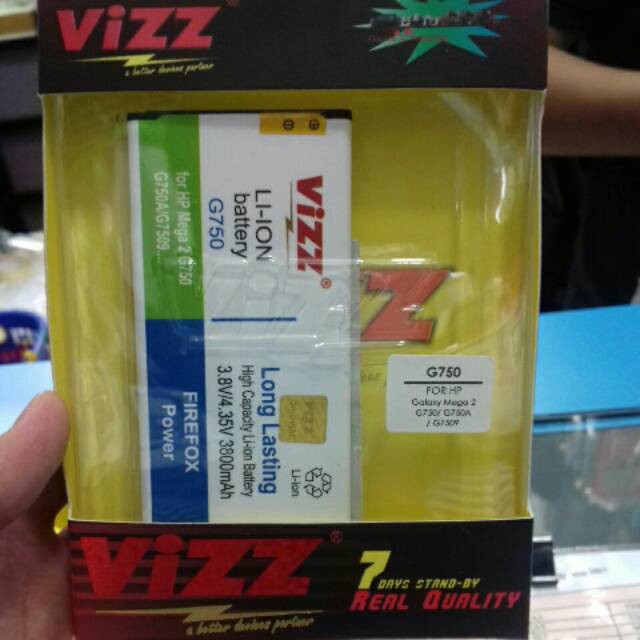 ViZZ®
a better devices partner
ViZZ®
LI-ION
battery
G750
for HP Mega 2 G750
G750A/G7509....
Long Lasting
High Capacity Li-ion Battery
3.8V/4.35V 3800mAh
ViZZ
Li-ion
FIREFOX
Power
G750
FOR HP
Galaxy Mega 2
G750/ G750A
/ G7509
ViZZ®
a better devices partner
7
DAYS STAND-BY
REAL QUALITY